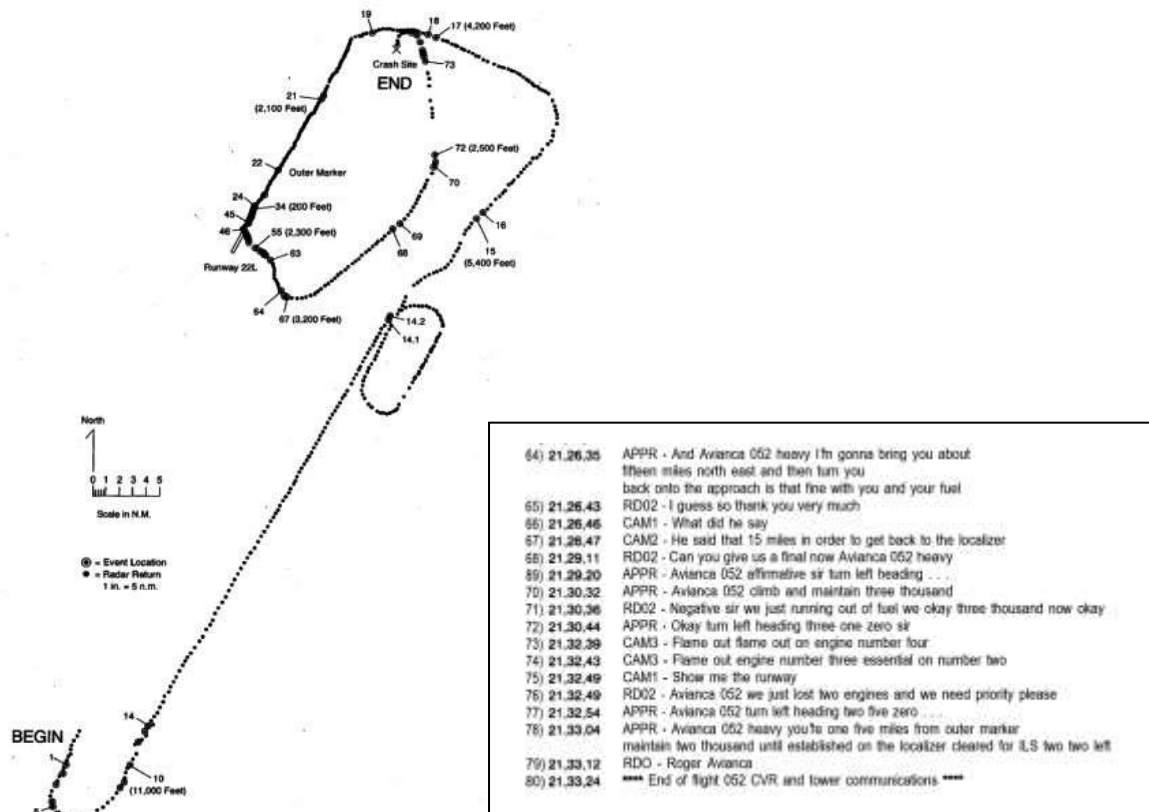 19
18
17 (4,200 Feet)
Crash Site
73
END
21
(2,100 Feet)
72 (2,500 Feet)
22
Outer Marker
70
24
34 (200 Feet)
16
45
69
46
55 (2,300 Feet)
68
15
(5,400 Feet)
63
Runway 22L
64
67 (3,200 Feet)
14.2
14.1
North
0 1 2 3 4 5
Scale in N.M.
= Event Location
= Radar Return
1 in. = 5 n.m.
14
BEGIN
1
10
(11,000 Feet)
64) 21,26,35 APPR - And Avianca 052 heavy I'm gonna bring you about
fifteen miles north east and then turn you
back onto the approach is that fine with you and your fuel
65) 21,26,43 RDO2 - I guess so thank you very much
66) 21,26,46 CAM1 - What did he say
67) 21,26,47 CAM2 - He said that 15 miles in order to get back to the localizer
68) 21,29,11 RDO2 - Can you give us a final now Avianca 052 heavy
69) 21,29,20 APPR - Avianca 052 affirmative sir turn left heading . . .
70) 21,30,32 APPR - Avianca 052 climb and maintain three thousand
71) 21,30,36 RDO2 - Negative sir we just running out of fuel we okay three thousand now okay
72) 21,30,44 APPR - Okay turn left heading three one zero sir
73) 21,32,39 CAM3 - Flame out flame out on engine number four
74) 21,32,43 CAM3 - Flame out engine number three essential on number two
75) 21,32,49 CAM1 - Show me the runway
76) 21,32,49 RDO2 - Avianca 052 we just lost two engines and we need priority please
77) 21,32,54 APPR - Avianca 052 turn left heading two five zero . . .
78) 21,33,04 APPR - Avianca 052 heavy you're one five miles from outer marker
maintain two thousand until established on the localizer cleared for ILS two two left
79) 21,33,12 RDO - Roger Avianca
80) 21,33,24 **** End of flight 052 CVR and tower communications ****